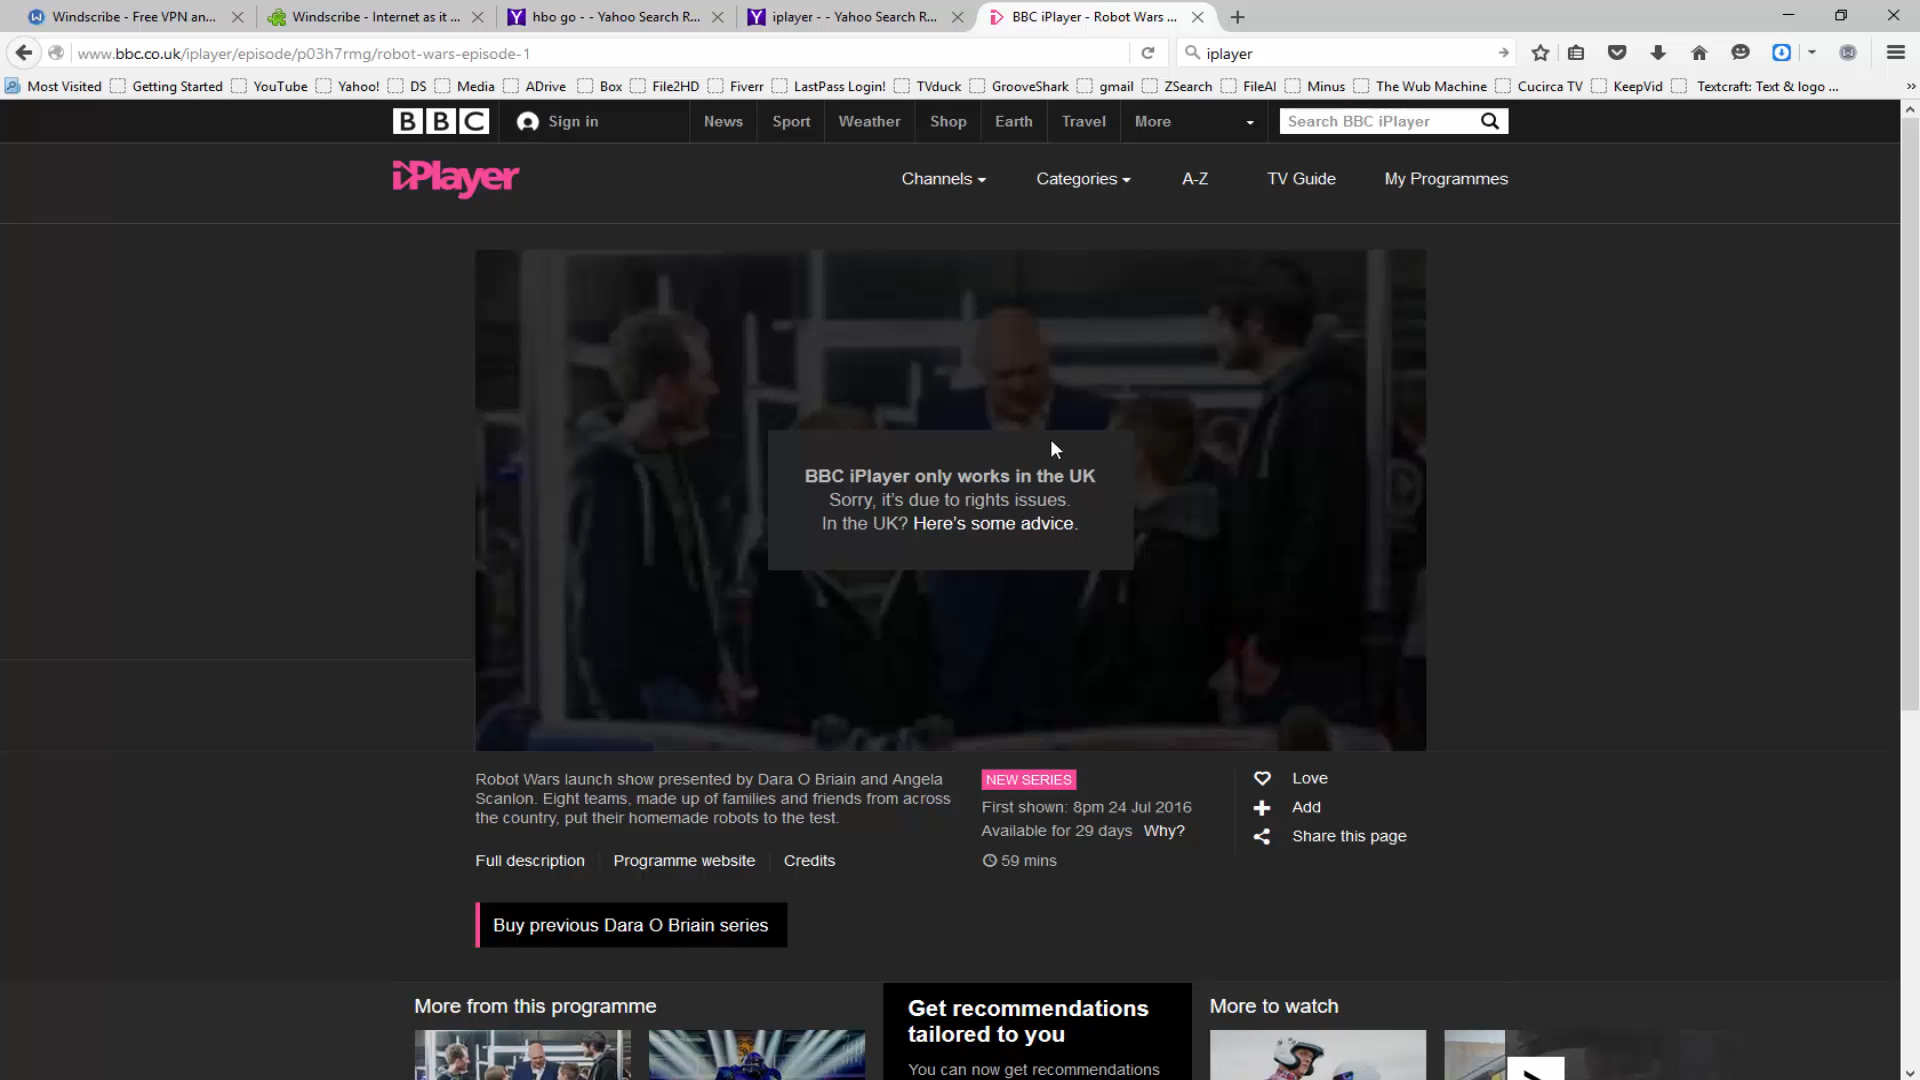 Windscribe - Free VPN an...
Windscribe - Internet as it ...
hbo go - - Yahoo Search R...
iplayer - - Yahoo Search R...
BBC iPlayer - Robot Wars ...
www.bbc.co.uk/iplayer/episode/p03h7rmg/robot-wars-episode-1
iplayer
Most Visited Getting Started YouTube Yahoo! DS Media ADrive Box File2HD Fiverr LastPass Login! TVduck GrooveShark gmail ZSearch FileAI Minus The Wub Machine Cucirca TV KeepVid Textcraft: Text & logo ...
BBC Sign in News Sport Weather Shop Earth Travel More Search BBC iPlayer
iPlayer Channels Categories A-Z TV Guide My Programmes
BBC iPlayer only works in the UK
Sorry, it's due to rights issues.
In the UK? Here's some advice.
Robot Wars launch show presented by Dara O Briain and Angela
Scanlon. Eight teams, made up of families and friends from across
the country, put their homemade robots to the test.
Full description Programme website Credits
NEW SERIES
First shown: 8pm 24 Jul 2016
Available for 29 days Why?
59 mins
Love
Add
Share this page
Buy previous Dara O Briain series
More from this programme
Get recommendations
tailored to you
You can now get recommendations
More to watch